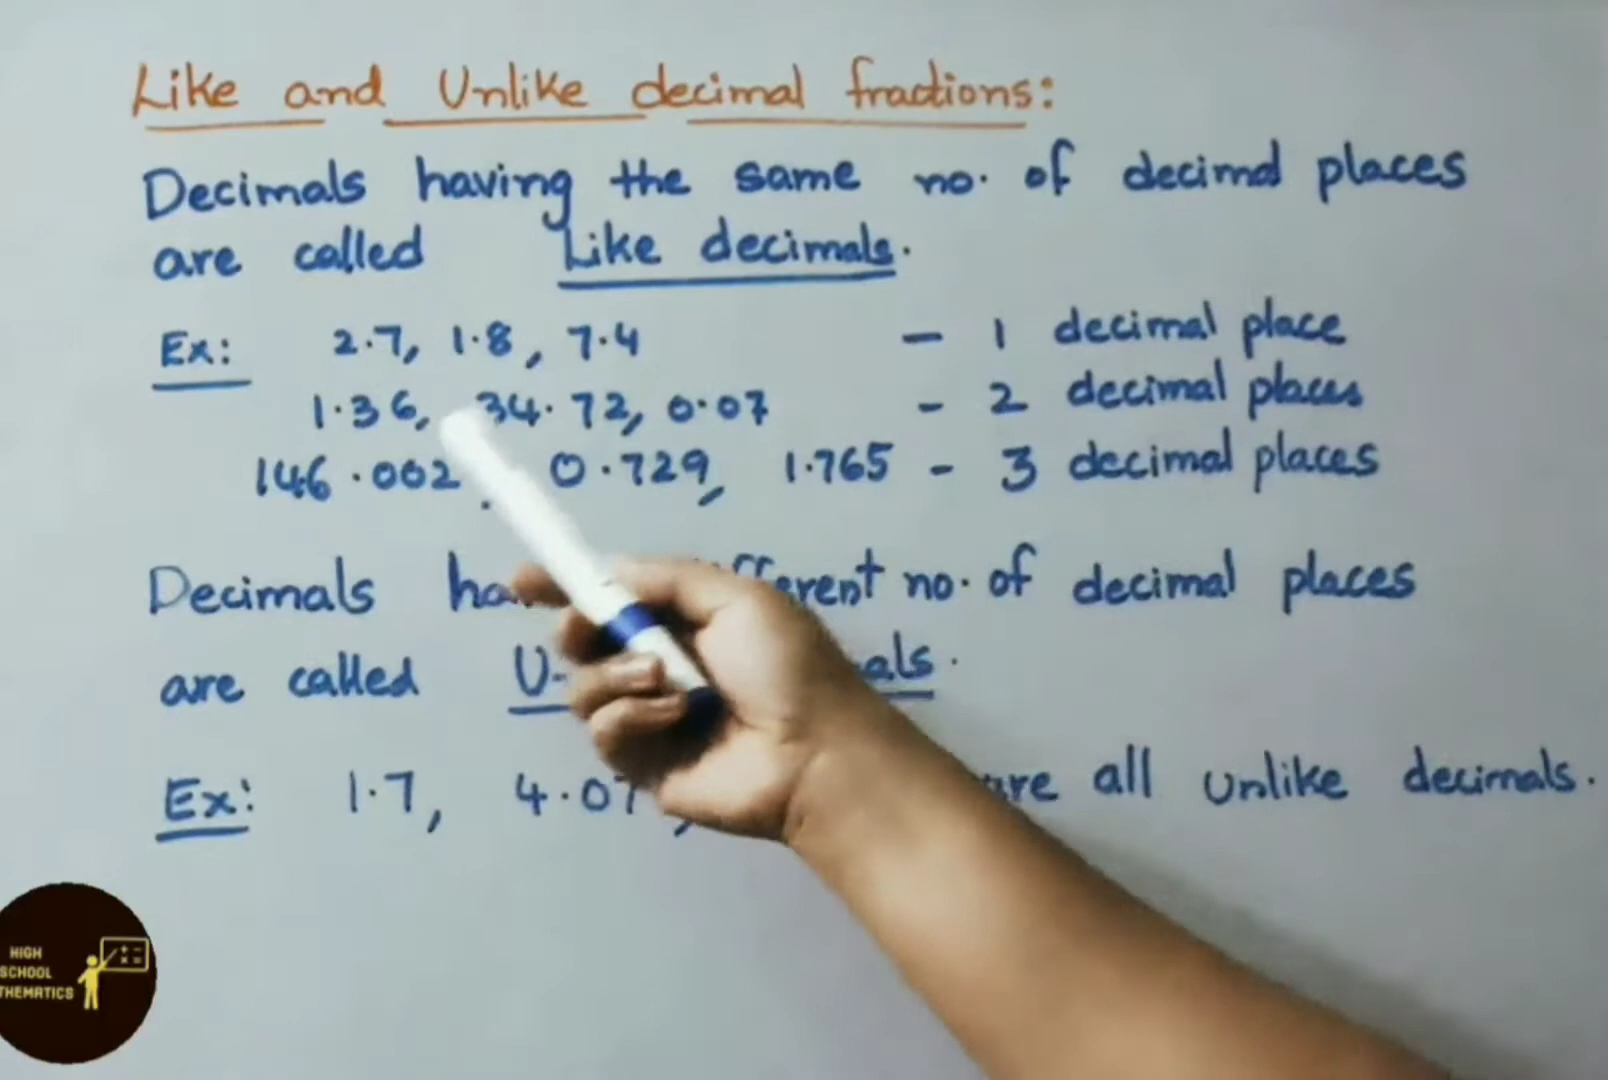 Like and Unlike decimal fractions:
Decimals having the same no. of decimal places
are called Like decimals.
Ex: 2.7, 1.8, 7.4 - 1 decimal place
1.36, 34.72, 0.07 - 2 decimal places
146.002, 0.729, 1.765 - 3 decimal places
Decimals no. of decimal places
are called
Ex: 1.7, 4.07, are all unlike decimals.
HIGH
SCHOOL